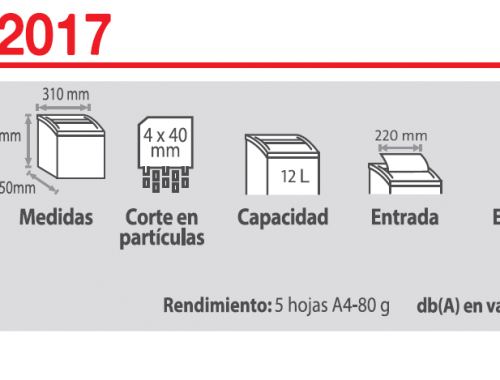 2017
310 mm
mm
50mm
4 x 40
mm
12 L
220 mm
Medidas
Corte en
partículas
Capacidad
Entrada
E
Rendimiento: 5 hojas A4-80 g
db(A) en va